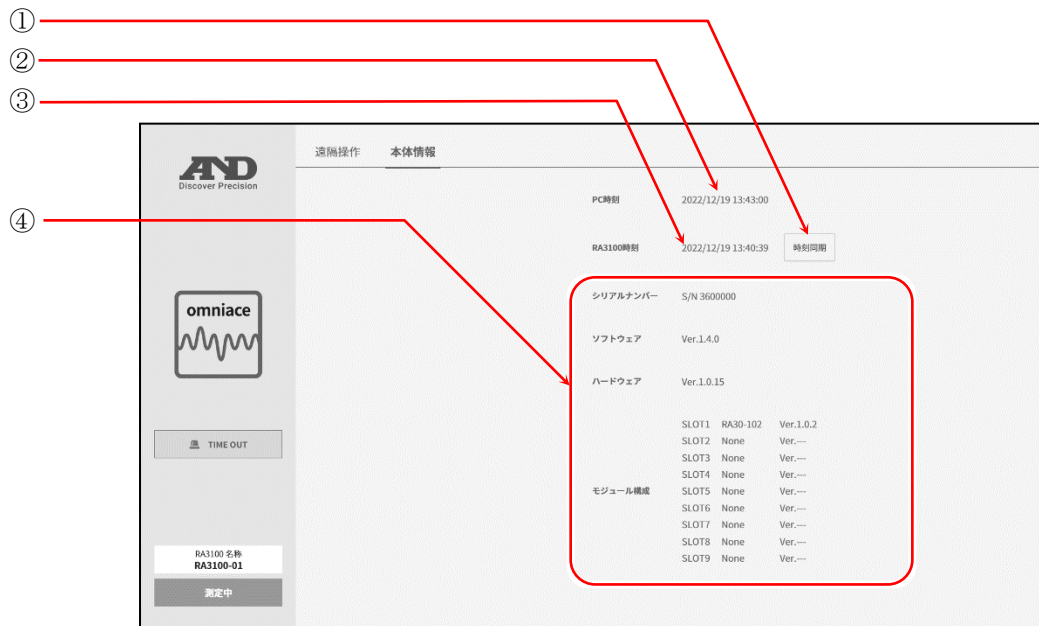 ①
②
③
④
AND
Discover Precision
遠隔操作 本体情報
PC時刻 2022/12/19 13:43:00
RA3100時刻 2022/12/19 13:40:39 時刻同期
シリアルナンバー S/N 3600000
omniace
ソフトウェア Ver.1.4.0
ハードウェア Ver.1.0.15
モジュール構成
SLOT1 RA30-102 Ver.1.0.2
SLOT2 None Ver.---
SLOT3 None Ver.---
SLOT4 None Ver.---
SLOT5 None Ver.---
SLOT6 None Ver.---
SLOT7 None Ver.---
SLOT8 None Ver.---
SLOT9 None Ver.---
TIME OUT
RA3100 名称
RA3100-01
測定中